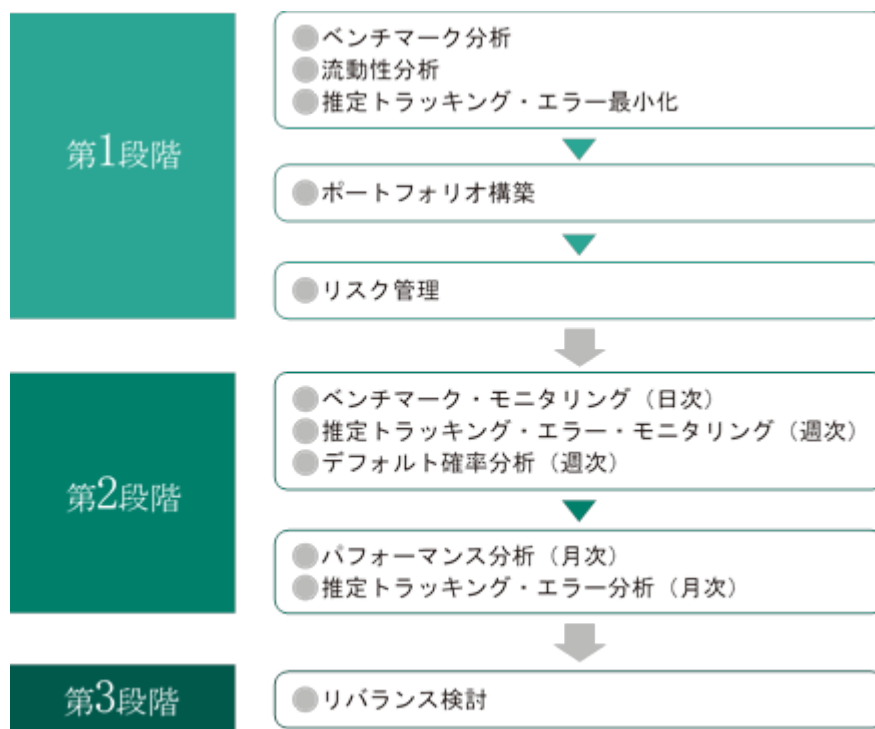 第1段階
●ベンチマーク分析
●流動性分析
●推定トラッキング・エラー最小化
●ポートフォリオ構築
●リスク管理
第2段階
●ベンチマーク・モニタリング（日次）
●推定トラッキング・エラー・モニタリング（週次）
●デフォルト確率分析（週次）
●パフォーマンス分析（月次）
●推定トラッキング・エラー分析（月次）
第3段階
●リバランス検討